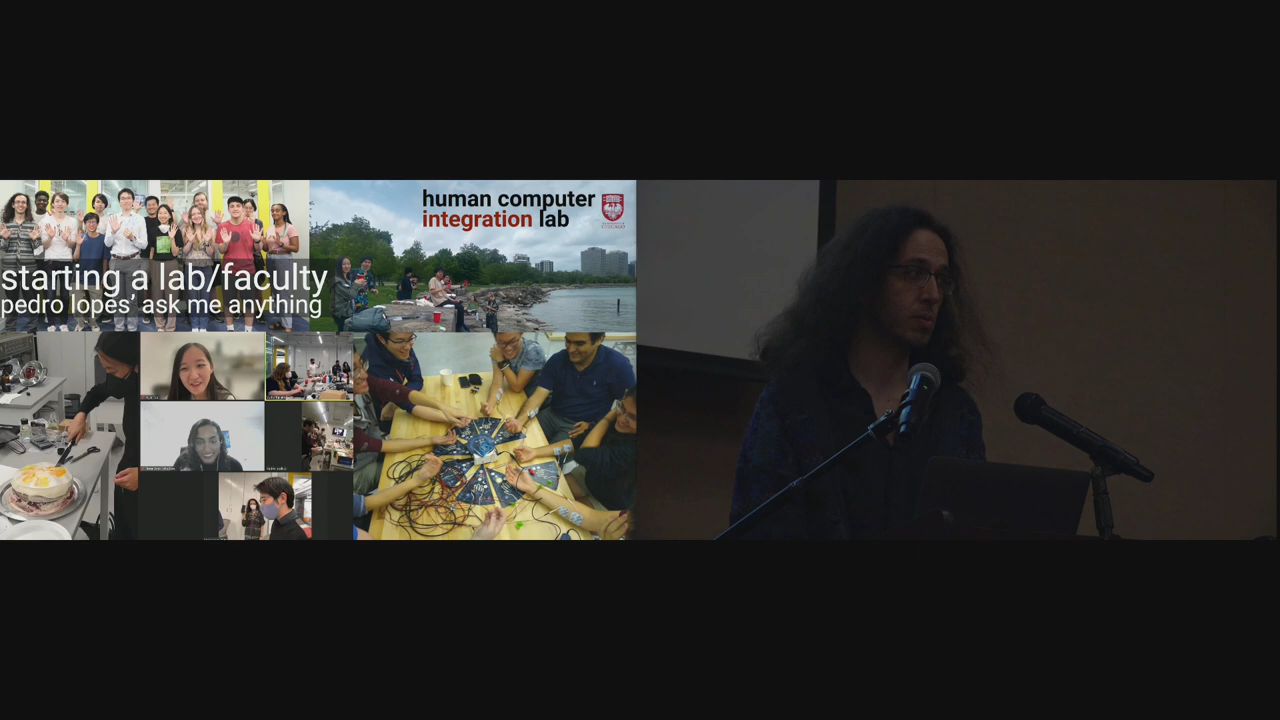 human computer
integration lab
starting a lab/faculty
pedro lopes' ask me anything